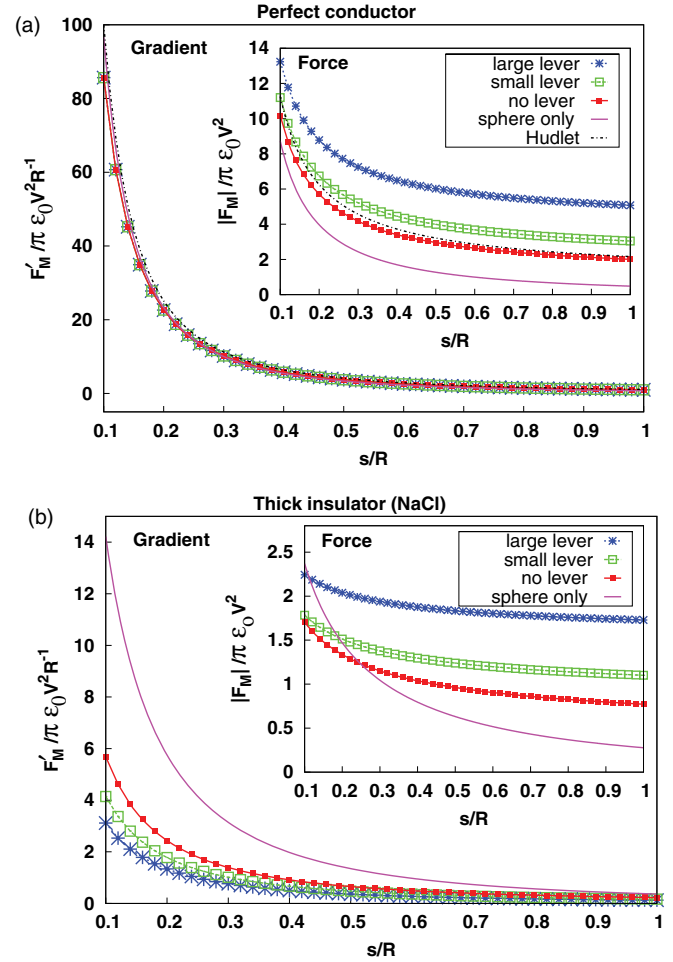 Perfect conductor
(a)
Gradient
F'M /π ε0V²R⁻¹
100
80
60
40
20
0
0.1 0.2 0.3 0.4 0.5 0.6 0.7 0.8 0.9 1
s/R
Force
|FM| /π ε0V²
14
12
10
8
6
4
2
0
0.1 0.2 0.3 0.4 0.5 0.6 0.7 0.8 0.9 1
s/R
large lever
small lever
no lever
sphere only
Hudlet
Thick insulator (NaCl)
(b)
Gradient
F'M /π ε0V²R⁻¹
14
12
10
8
6
4
2
0
0.1 0.2 0.3 0.4 0.5 0.6 0.7 0.8 0.9 1
s/R
Force
|FM| /π ε0V²
2.5
2
1.5
1
0.5
0
0.1 0.2 0.3 0.4 0.5 0.6 0.7 0.8 0.9 1
s/R
large lever
small lever
no lever
sphere only